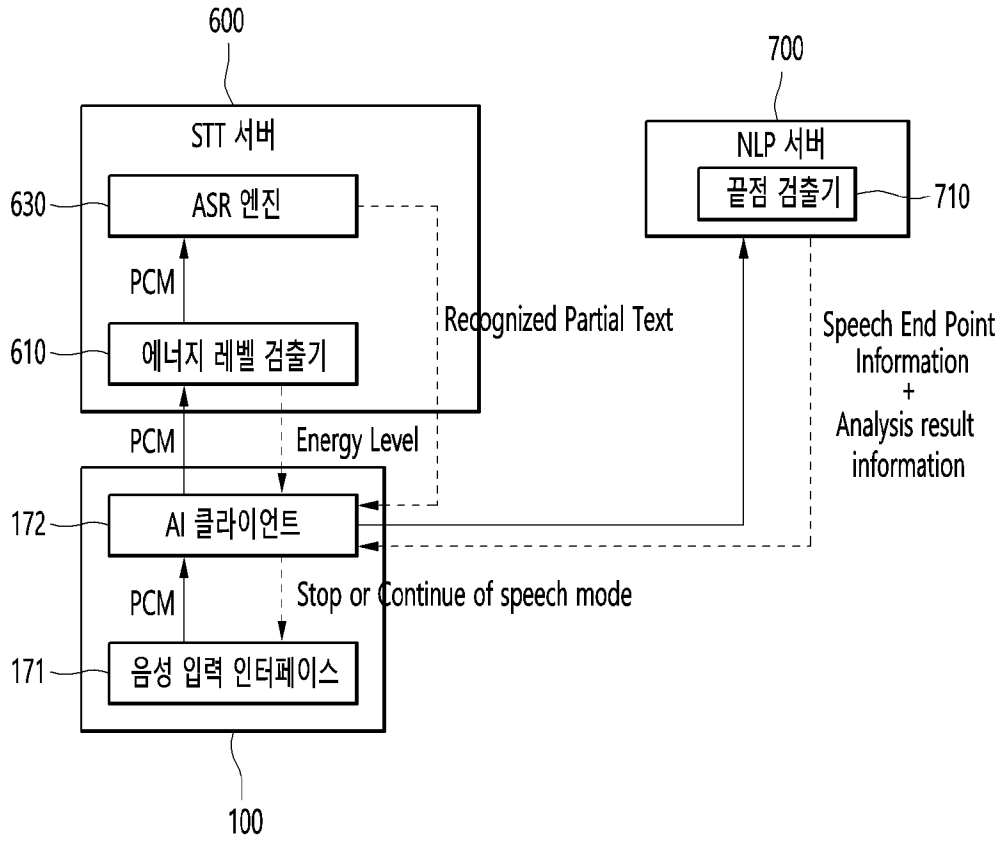 600
700
STT 서버
NLP 서버
630
ASR 엔진
끝점 검출기
710
PCM
Recognized Partial Text
Speech End Point
Information
+
Analysis result
information
610
에너지 레벨 검출기
PCM
Energy Level
172
AI 클라이언트
PCM
Stop or Continue of speech mode
171
음성 입력 인터페이스
100